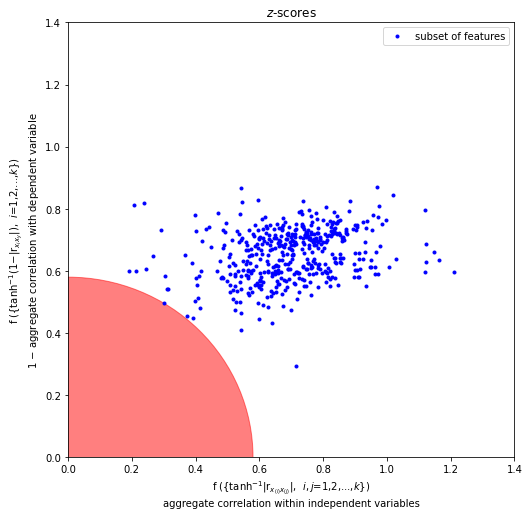 z-scores
subset of features
1.4
1.2
1.0
0.8
0.6
0.4
0.2
0.0
f ({tanh⁻¹(1−|r_{x_i x_d}|), i=1,2,...,k})
1 − aggregate correlation with dependent variable
0.0 0.2 0.4 0.6 0.8 1.0 1.2 1.4
f ({tanh⁻¹|r_{x_{(i)}x_{(j)}}|, i,j=1,2,...,k})
aggregate correlation within independent variables